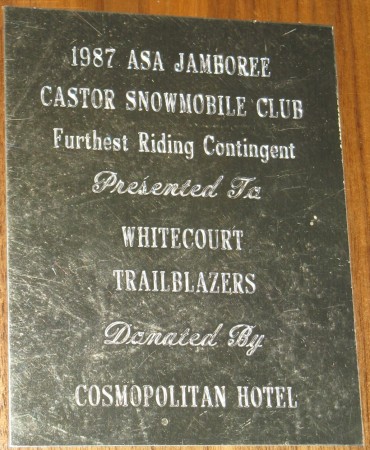 1987 ASA JAMBOREE
CASTOR SNOWMOBILE CLUB
Furthest Riding Contingent
Presented To
WHITECOURT
TRAILBLAZERS
Donated By
COSMOPOLITAN HOTEL